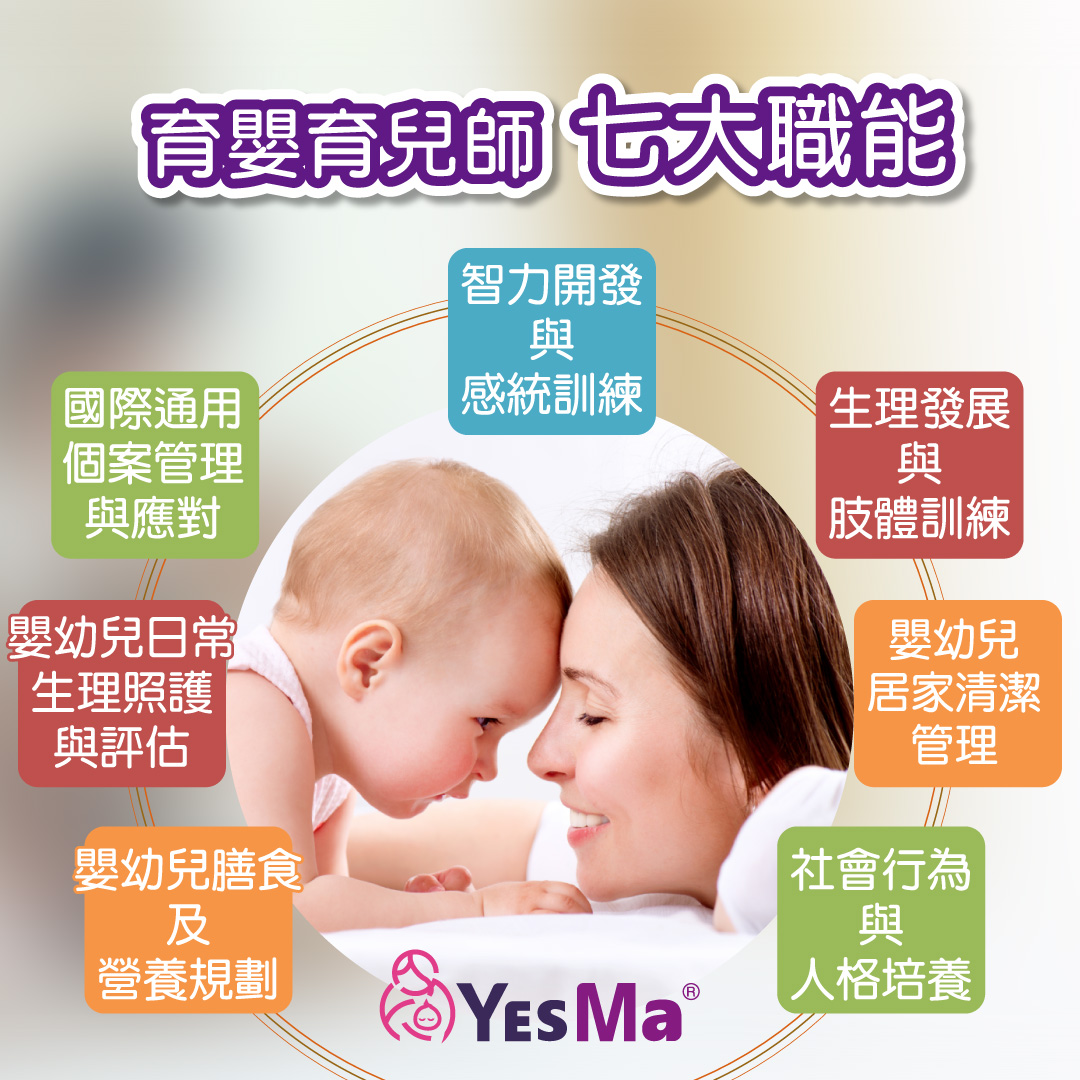 育嬰育兒師 七大職能
智力開發
與
感統訓練
生理發展
與
肢體訓練
嬰幼兒
居家清潔
管理
社會行為
與
人格培養
嬰幼兒膳食
及
營養規劃
嬰幼兒日常
生理照護
與評估
國際通用
個案管理
與應對
YESMa®